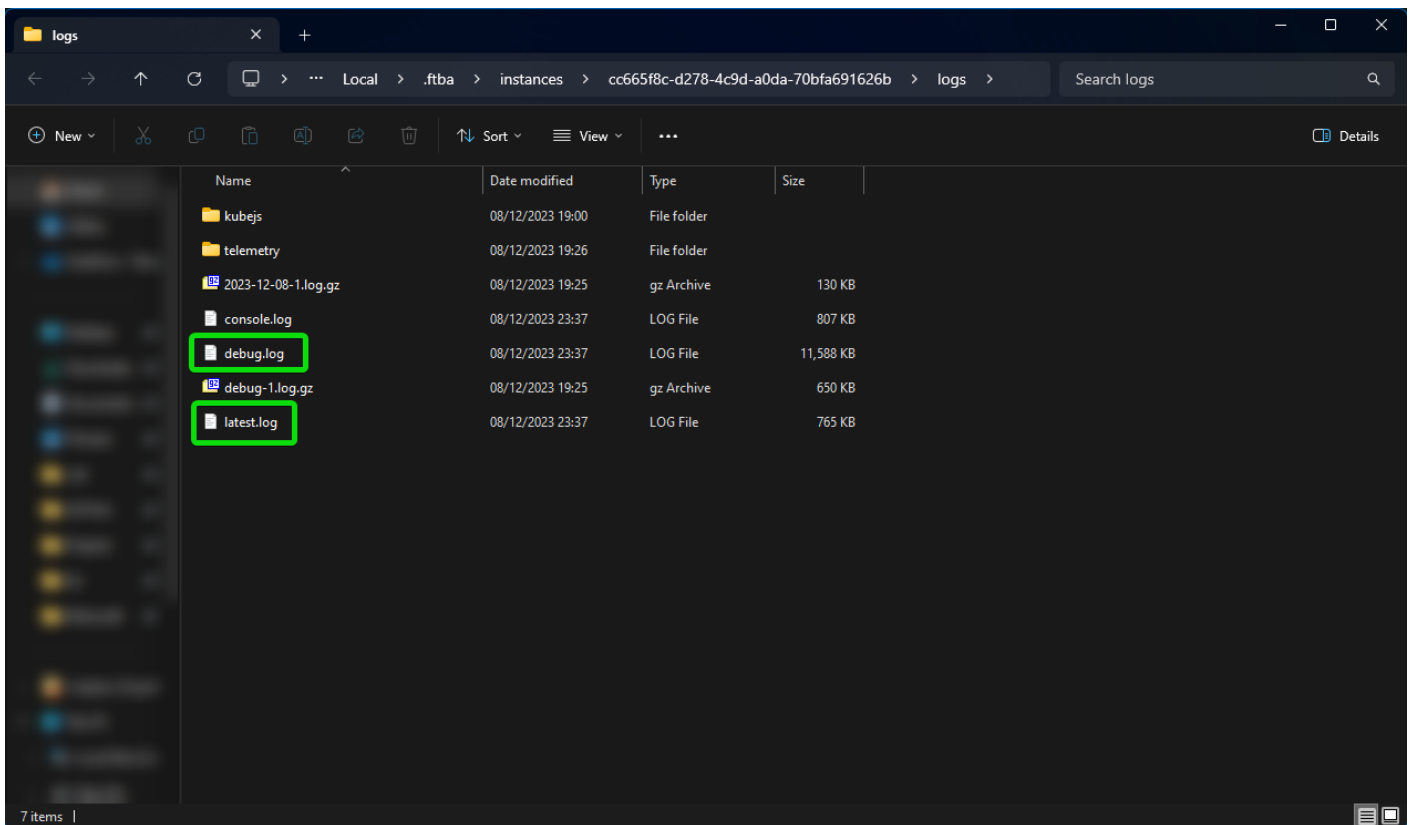 logs
Local > .ftba > instances > cc665f8c-d278-4c9d-a0da-70bfa691626b > logs > Search logs
New Sort View ... Details
Name Date modified Type Size
kubejs 08/12/2023 19:00 File folder
telemetry 08/12/2023 19:26 File folder
2023-12-08-1.log.gz 08/12/2023 19:25 gz Archive 130 KB
console.log 08/12/2023 23:37 LOG File 807 KB
debug.log 08/12/2023 23:37 LOG File 11,588 KB
debug-1.log.gz 08/12/2023 19:25 gz Archive 650 KB
latest.log 08/12/2023 23:37 LOG File 765 KB
7 items